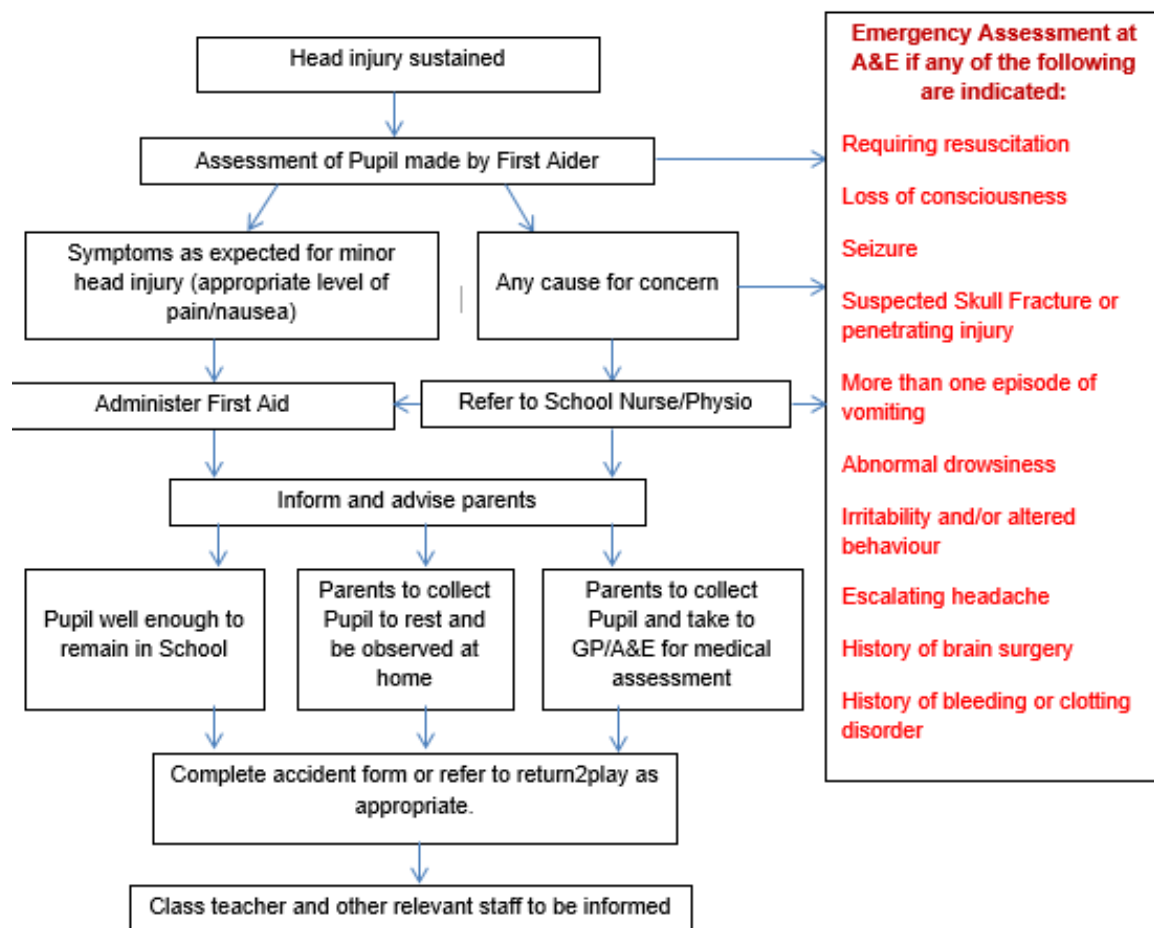 Head injury sustained
Assessment of Pupil made by First Aider
Symptoms as expected for minor
head injury (appropriate level of
pain/nausea)
Any cause for concern
Administer First Aid
Refer to School Nurse/Physio
Inform and advise parents
Pupil well enough to
remain in School
Parents to collect
Pupil to rest and
be observed at
home
Parents to collect
Pupil and take to
GP/A&E for medical
assessment
Complete accident form or refer to return2play as
appropriate.
Class teacher and other relevant staff to be informed
Emergency Assessment at
A&E if any of the following
are indicated:
Requiring resuscitation
Loss of consciousness
Seizure
Suspected Skull Fracture or
penetrating injury
More than one episode of
vomiting
Abnormal drowsiness
Irritability and/or altered
behaviour
Escalating headache
History of brain surgery
History of bleeding or clotting
disorder